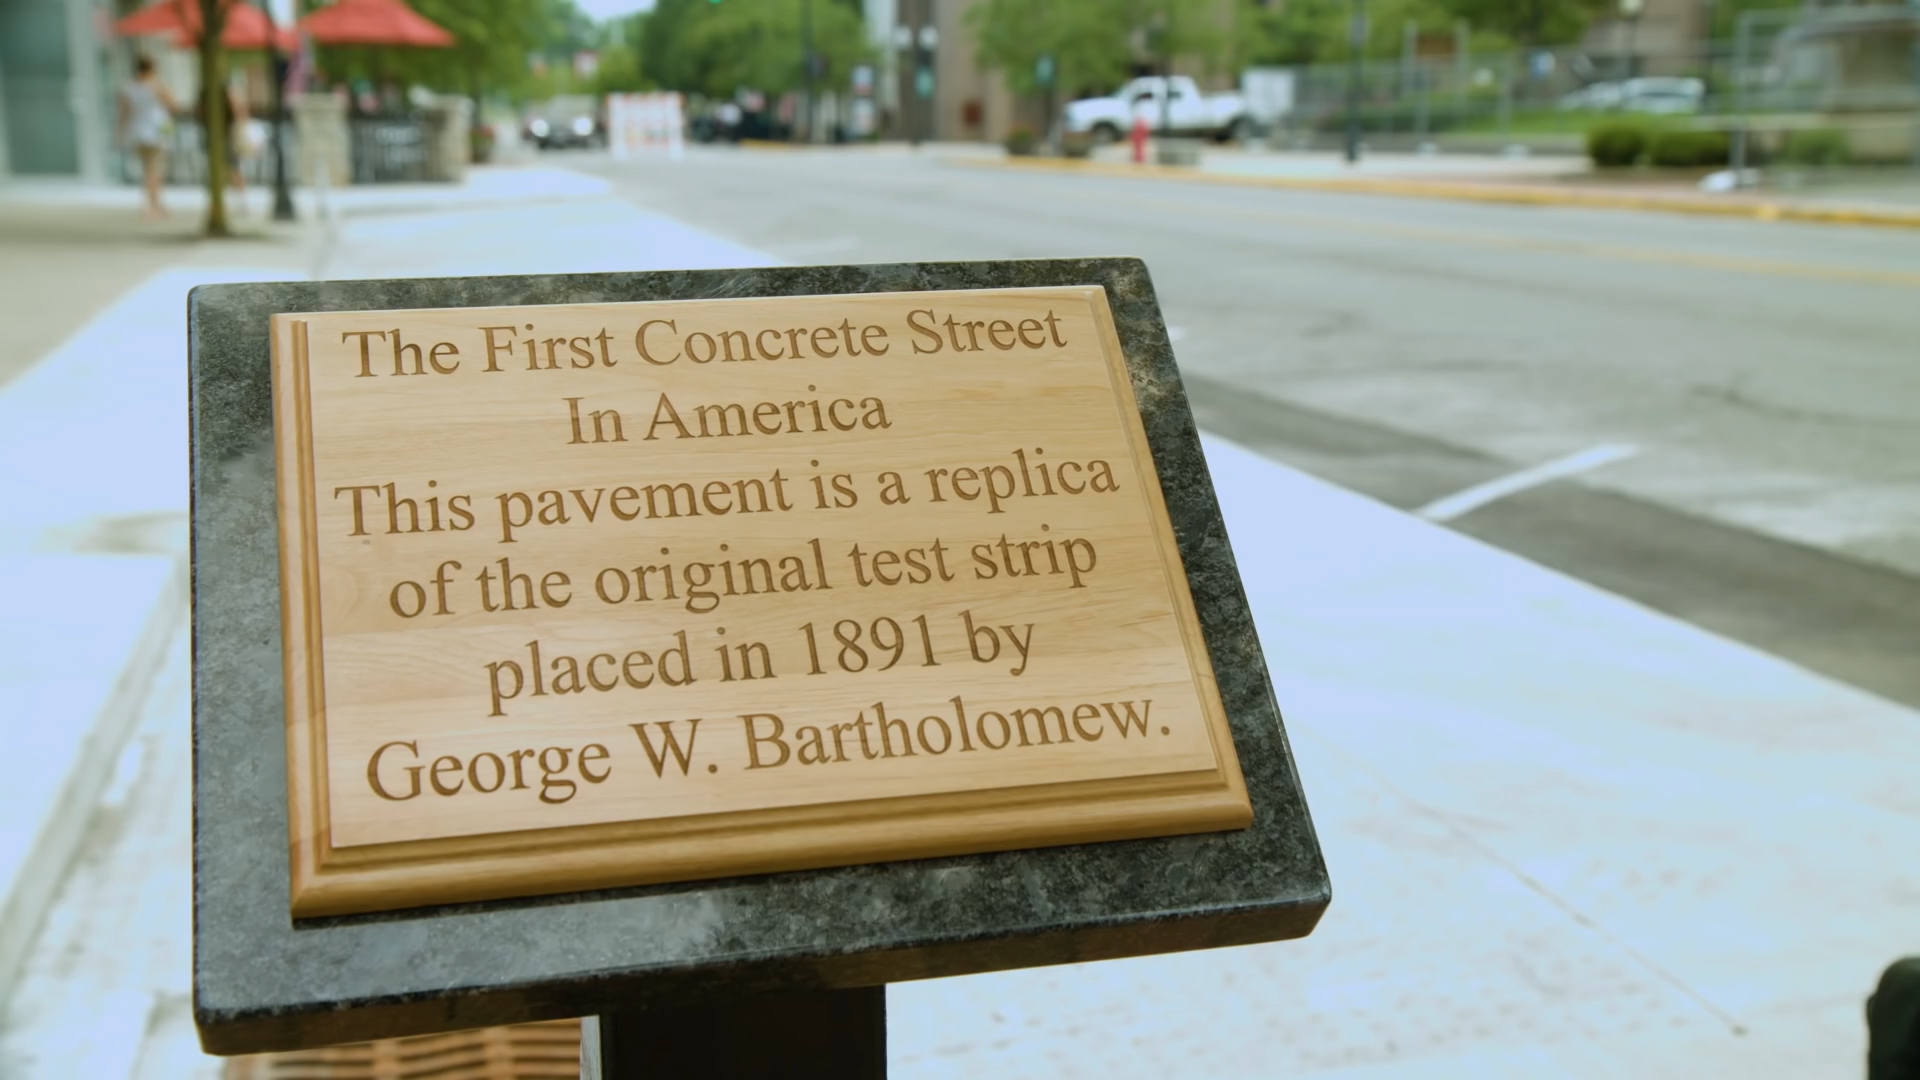 The First Concrete Street
In America
This pavement is a replica
of the original test strip
placed in 1891 by
George W. Bartholomew.